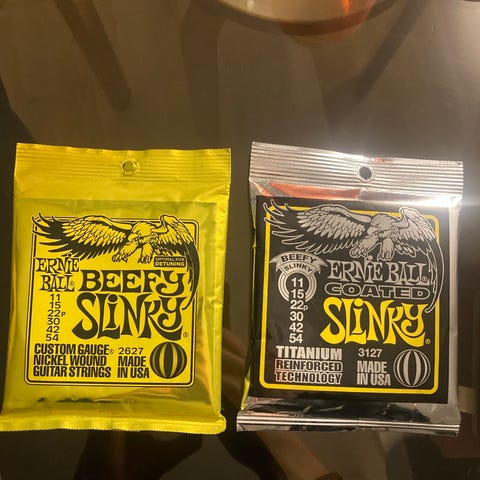 OPTIMAL FOR
DETUNING
ERNIE
BALL
BEEFY
SLINKY
11
15
22P
30
42
54
CUSTOM GAUGE® 2627
NICKEL WOUND MADE
GUITAR STRINGS IN USA
BEEFY
SLINKY
11
15
22P
30
42
54
ERNIE BALL
COATED
SLINKY
TITANIUM
REINFORCED
TECHNOLOGY
3127
MADE
IN USA